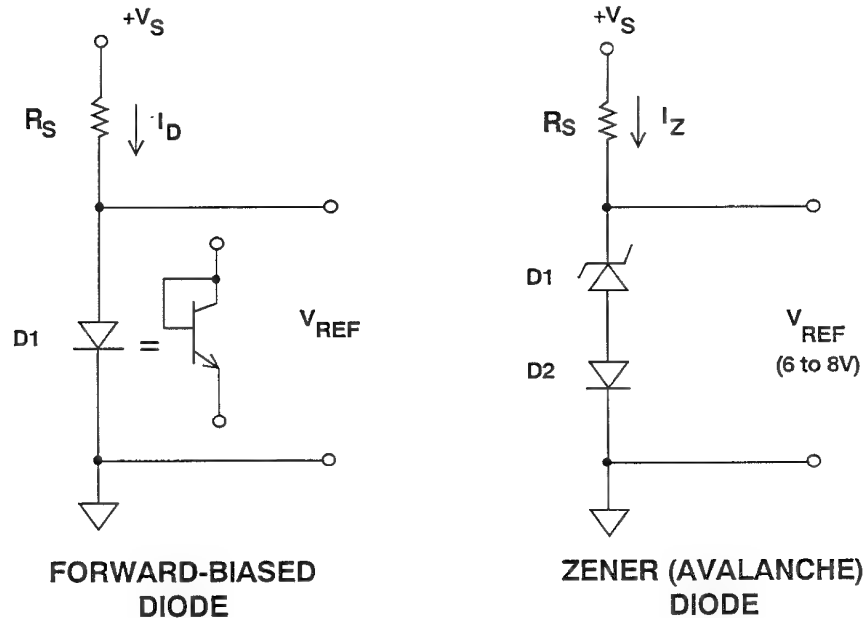 +VS
RS
ID
D1
=
VREF
FORWARD-BIASED
DIODE
+VS
RS
IZ
D1
D2
VREF
(6 to 8V)
ZENER (AVALANCHE)
DIODE